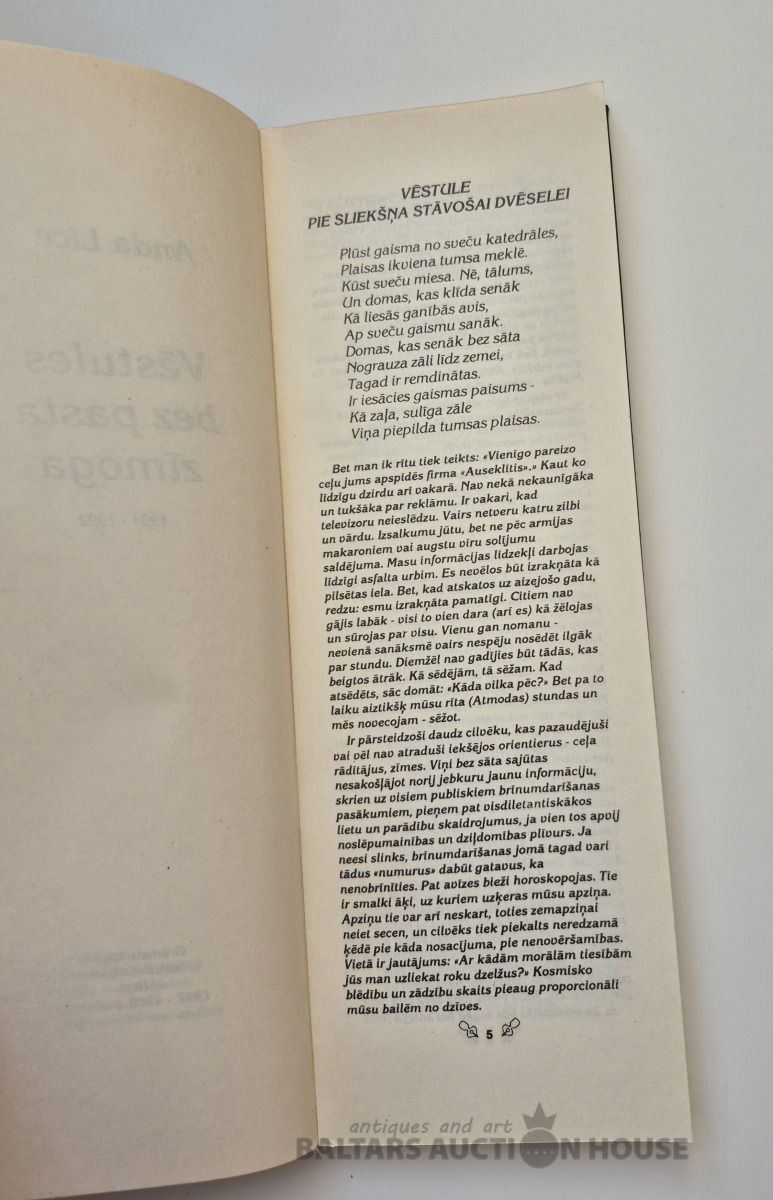 VĒSTULE
PIE SLIEKŠŅA STĀVOŠAI DVĒSELEI
Plūst gaisma no sveču katedrāles,
Plaisas ikviena tumsa meklē.
Kūst sveču miesa. Nē, tālums,
Un domas, kas klīda senāk
Kā liesās ganībās avis,
Ap sveču gaismu sanāk.
Domas, kas senāk bez sāta
Nograuza zāli līdz zemei,
Tagad ir remdinātas.
Ir iesācies gaismas paisums -
Kā zaļa, sulīga zāle
Viņa piepilda tumsas plaisas.
Bet man ik rītu tiek teikts: «Vienīgo pareizo
ceļu jums apspīdēs firma «Auseklītis».» Kaut ko
līdzīgu dzirdu arī vakarā. Nav nekā nekaunīgāka
un tukšāka par reklāmu. Ir vakari, kad
televizoru neieslēdzu. Vairs netveru katru zilbi
un vārdu. Izsalkumu jūtu, bet ne pēc armijas
makaroniem vai augstu vīru solījumu
saldējuma. Masu informācijas līdzekļi darbojas
līdzīgi asfalta urbim. Es nevēlos būt izrakņāta kā
pilsētas iela. Bet, kad atskatos uz aizejošo gadu,
redzu: esmu izrakņāta pamatīgi. Citiem nav
gājis labāk - visi to vien dara (arī es) kā žēlojas
un sūrojas par visu. Vienu gan nomanu -
nevienā sanāksmē vairs nespēju nosēdēt ilgāk
par stundu. Diemžēl nav gadījies būt tādās, kas
beigtos ātrāk. Kā sēdējām, tā sēžam. Kad
atsēdēts, sāc domāt: «Kāda vilka pēc?» Bet pa to
laiku aiztikšķ mūsu rīta (Atmodas) stundas un
mēs novecojam - sēžot.
Ir pārsteidzoši daudz cilvēku, kas pazaudējuši
vai vēl nav atraduši iekšējos orientierus - ceļa
rādītājus, zīmes. Viņi bez sāta sajūtas
nesakošļājot norij jebkuru jaunu informāciju,
skrien uz visiem publiskiem brīnumdarīšanas
pasākumiem, pieņem pat visdiletantiskākos
lietu un parādību skaidrojumus, ja vien tos apvij
noslēpumainības un dziļdomības plīvurs. Ja
neesi slinks, brīnumdarīšanas jomā tagad vari
tādus «numurus» dabūt gatavus, ka
nenobrīnīties. Pat avīzes bieži horoskopojas. Tie
ir smalki āķi, uz kuriem uzķeras mūsu apziņa.
Apziņu tie var arī neskart, toties zemapziņai
neiet secen, un cilvēks tiek piekalts neredzamā
ķēdē pie kāda nosacījuma, pie nenovēršamības.
Vietā ir jautājums: «Ar kādām morālām tiesībām
jūs man uzliekat roku dzelžus?» Kosmisko
blēdību un zādzību skaits pieaug proporcionāli
mūsu bailēm no dzīves.
5
antiques and art
BALTARS AUCTION HOUSE